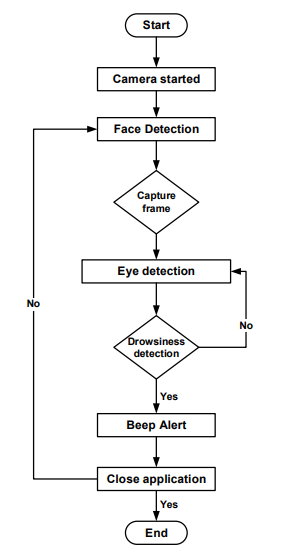 Start
Camera started
Face Detection
Capture
frame
Eye detection
No
No
Drowsiness
detection
Yes
Beep Alert
Close application
Yes
End